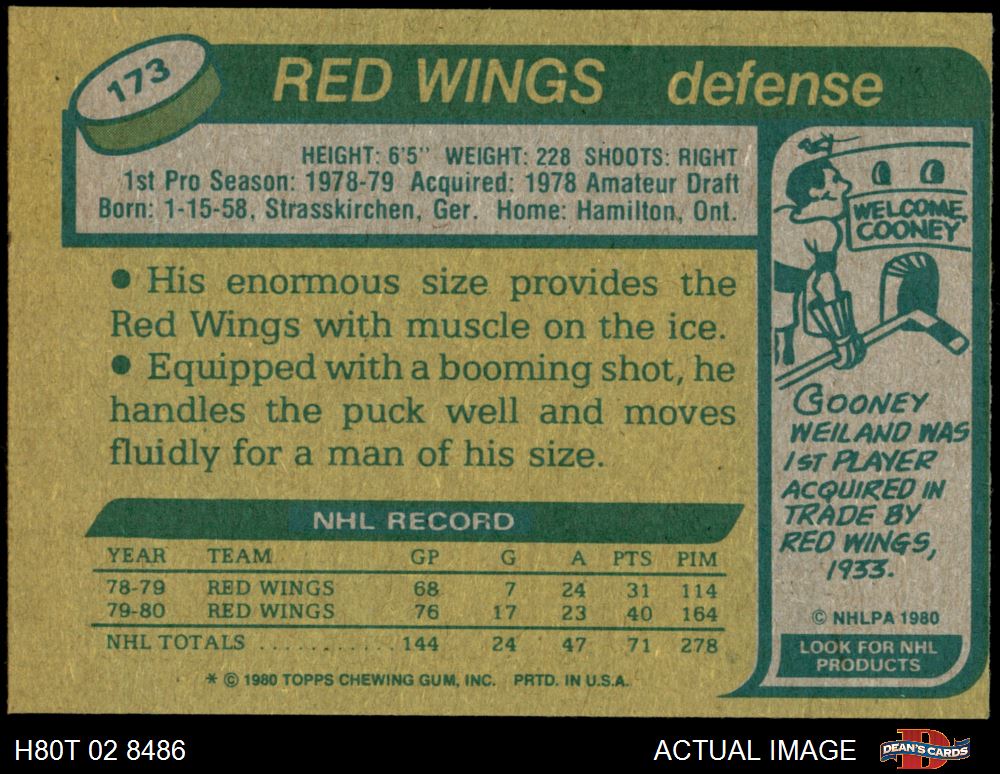 173
RED WINGS defense
HEIGHT: 6'5" WEIGHT: 228 SHOOTS: RIGHT
1st Pro Season: 1978-79 Acquired: 1978 Amateur Draft
Born: 1-15-58, Strasskirchen, Ger. Home: Hamilton, Ont.
• His enormous size provides the
Red Wings with muscle on the ice.
• Equipped with a booming shot, he
handles the puck well and moves
fluidly for a man of his size.
NHL RECORD
YEAR TEAM GP G A PTS PIM
78-79 RED WINGS 68 7 24 31 114
79-80 RED WINGS 76 17 23 40 164
NHL TOTALS ........... 144 24 47 71 278
* © 1980 TOPPS CHEWING GUM, INC. PRTD. IN U.S.A.
WELCOME,
COONEY
COONEY
WEILAND WAS
1ST PLAYER
ACQUIRED IN
TRADE BY
RED WINGS,
1933.
© NHLPA 1980
LOOK FOR NHL
PRODUCTS
H80T 02 8486
ACTUAL IMAGE
DEAN'S CARDS